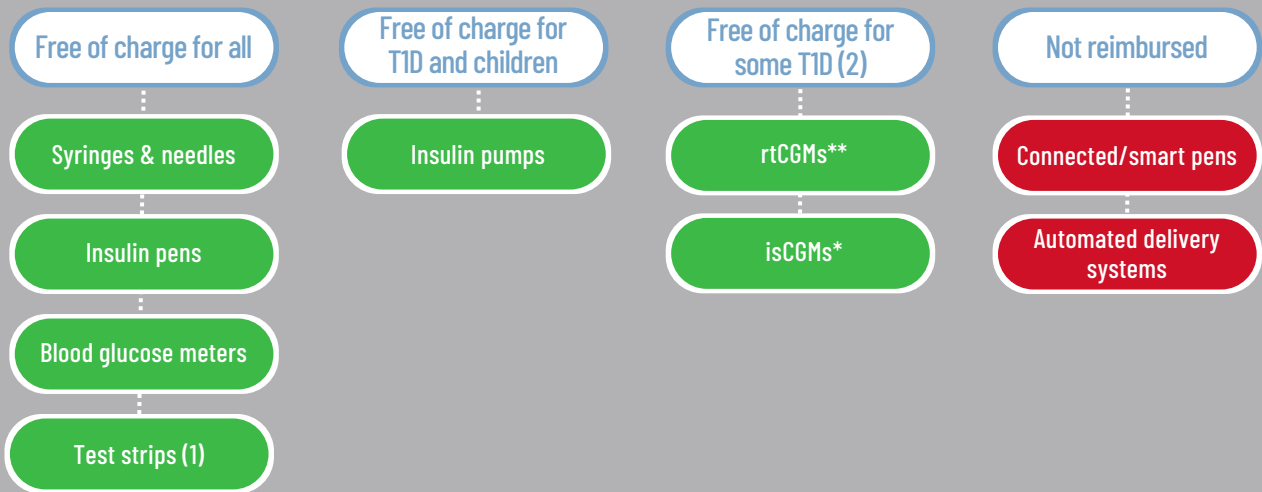 Free of charge for all
Syringes & needles
Insulin pens
Blood glucose meters
Test strips (1)
Free of charge for
T1D and children
Insulin pumps
Free of charge for
some T1D (2)
rtCGMs**
isCGMs*
Not reimbursed
Connected/smart pens
Automated delivery
systems